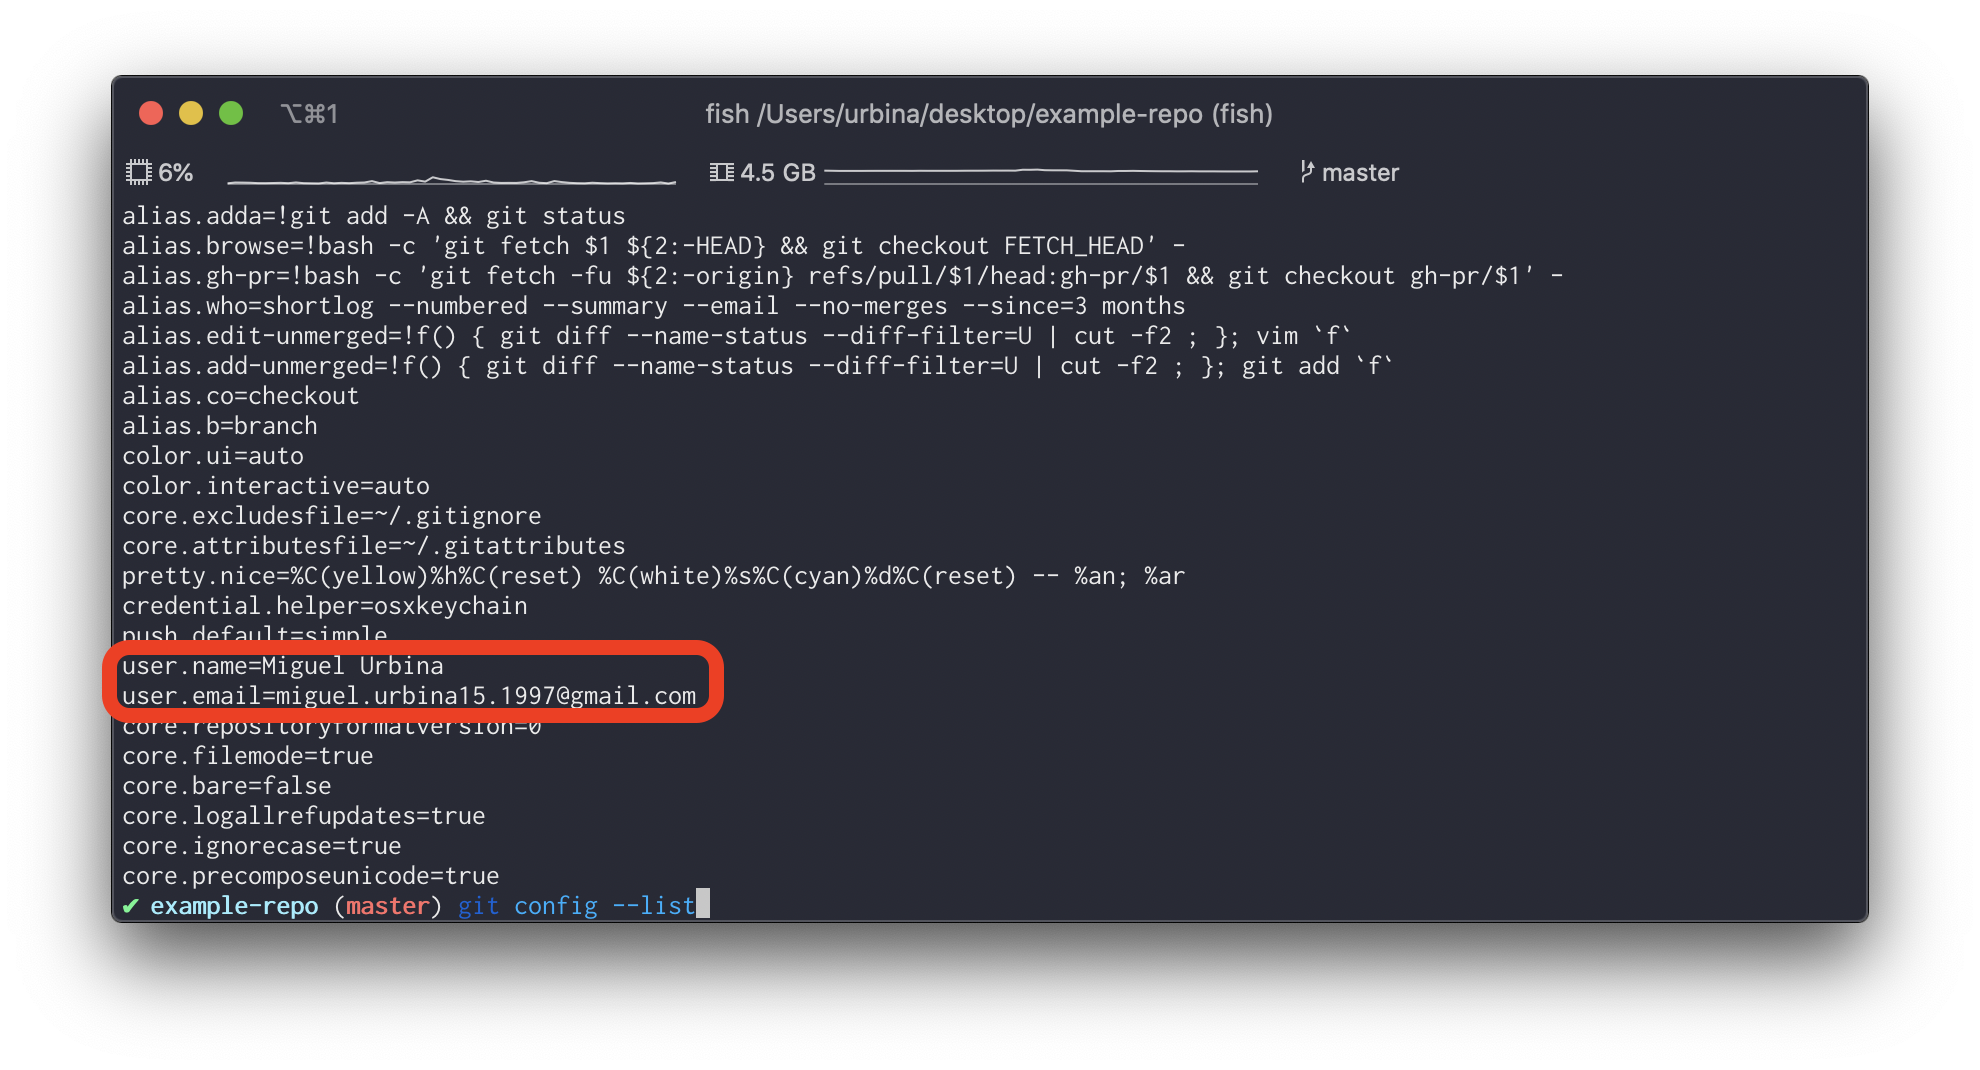 ⌥⌘1 fish /Users/urbina/desktop/example-repo (fish)
6% 4.5 GB master
alias.adda=!git add -A && git status
alias.browse=!bash -c 'git fetch $1 ${2:-HEAD} && git checkout FETCH_HEAD' -
alias.gh-pr=!bash -c 'git fetch -fu ${2:-origin} refs/pull/$1/head:gh-pr/$1 && git checkout gh-pr/$1' -
alias.who=shortlog --numbered --summary --email --no-merges --since=3 months
alias.edit-unmerged=!f() { git diff --name-status --diff-filter=U | cut -f2 ; }; vim `f`
alias.add-unmerged=!f() { git diff --name-status --diff-filter=U | cut -f2 ; }; git add `f`
alias.co=checkout
alias.b=branch
color.ui=auto
color.interactive=auto
core.excludesfile=~/.gitignore
core.attributesfile=~/.gitattributes
pretty.nice=%C(yellow)%h%C(reset) %C(white)%s%C(cyan)%d%C(reset) -- %an; %ar
credential.helper=osxkeychain
push.default=simple
user.name=Miguel Urbina
user.email=miguel.urbina15.1997@gmail.com
core.repositoryformatversion=0
core.filemode=true
core.bare=false
core.logallrefupdates=true
core.ignorecase=true
core.precomposeunicode=true
✔ example-repo (master) git config --list